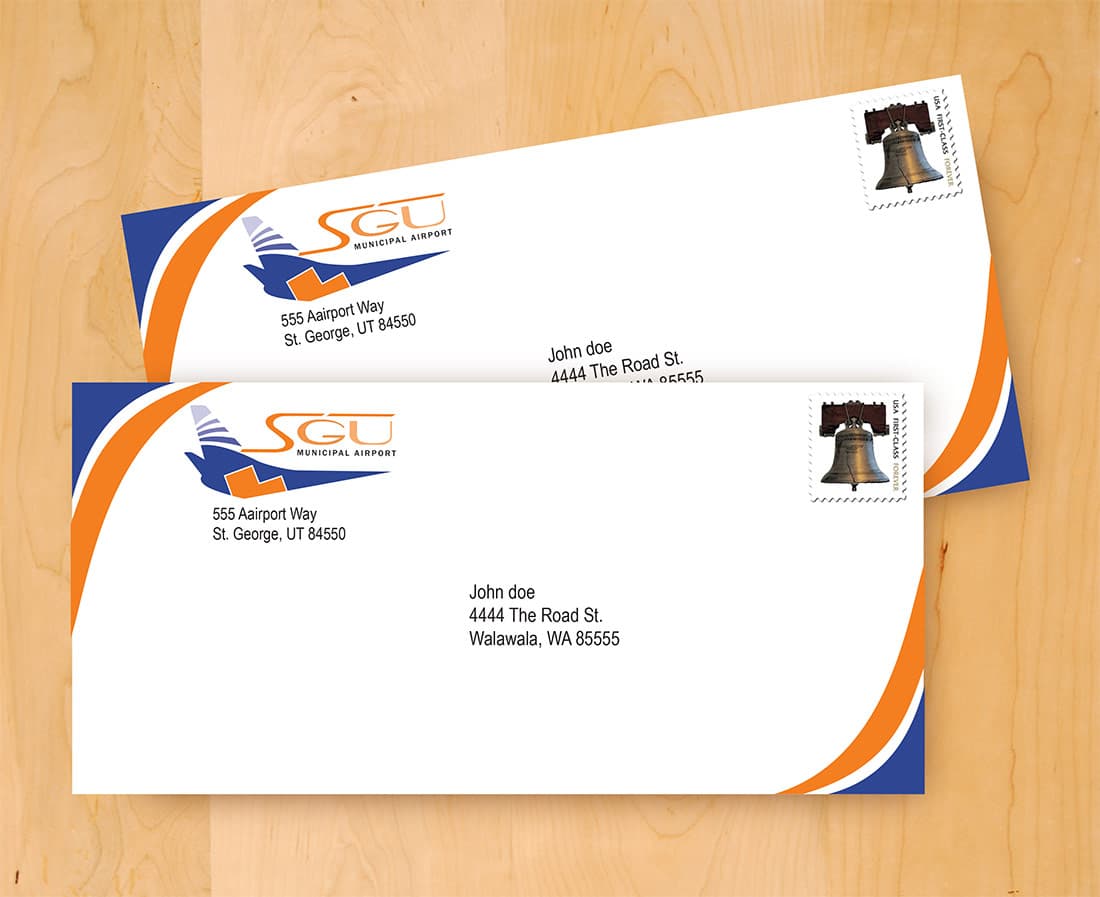 SGU
MUNICIPAL AIRPORT
555 Aairport Way
St. George, UT 84550
USA FIRST-CLASS FOREVER
John doe
4444 The Road St.
WA 85555
SGU
MUNICIPAL AIRPORT
555 Aairport Way
St. George, UT 84550
USA FIRST-CLASS FOREVER
John doe
4444 The Road St.
Walawala, WA 85555